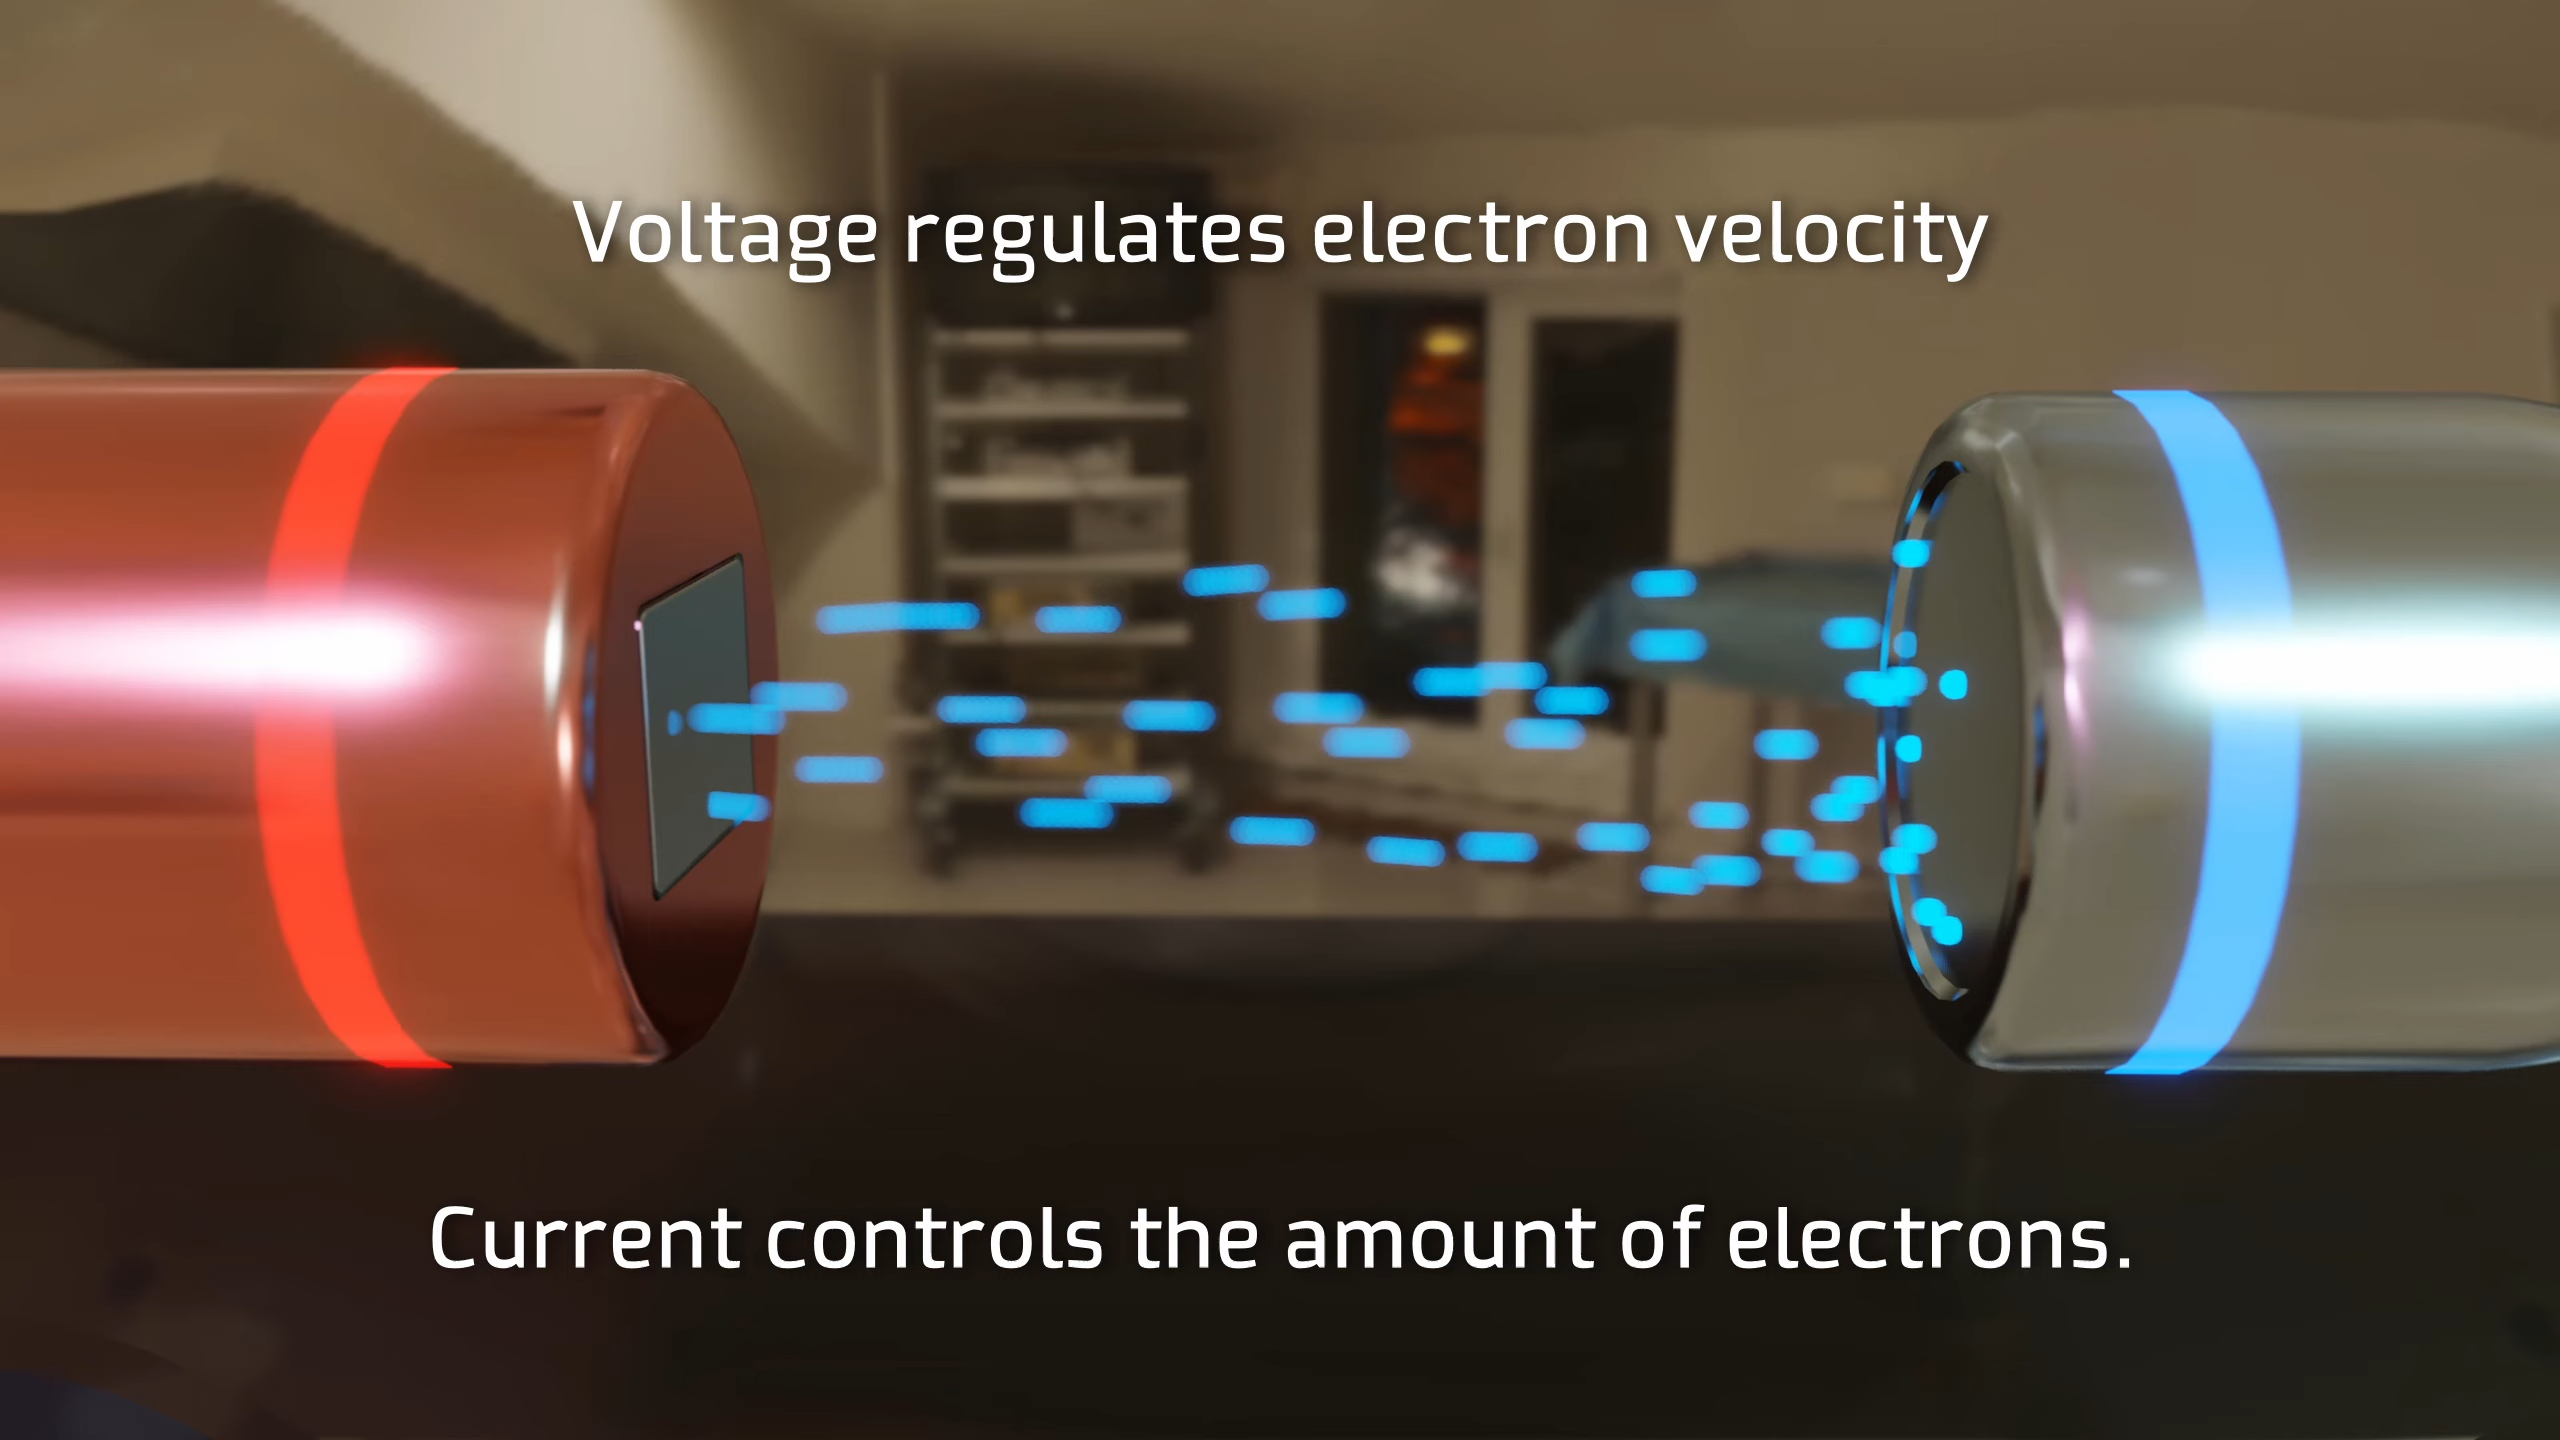 Voltage regulates electron velocity
Current controls the amount of electrons.